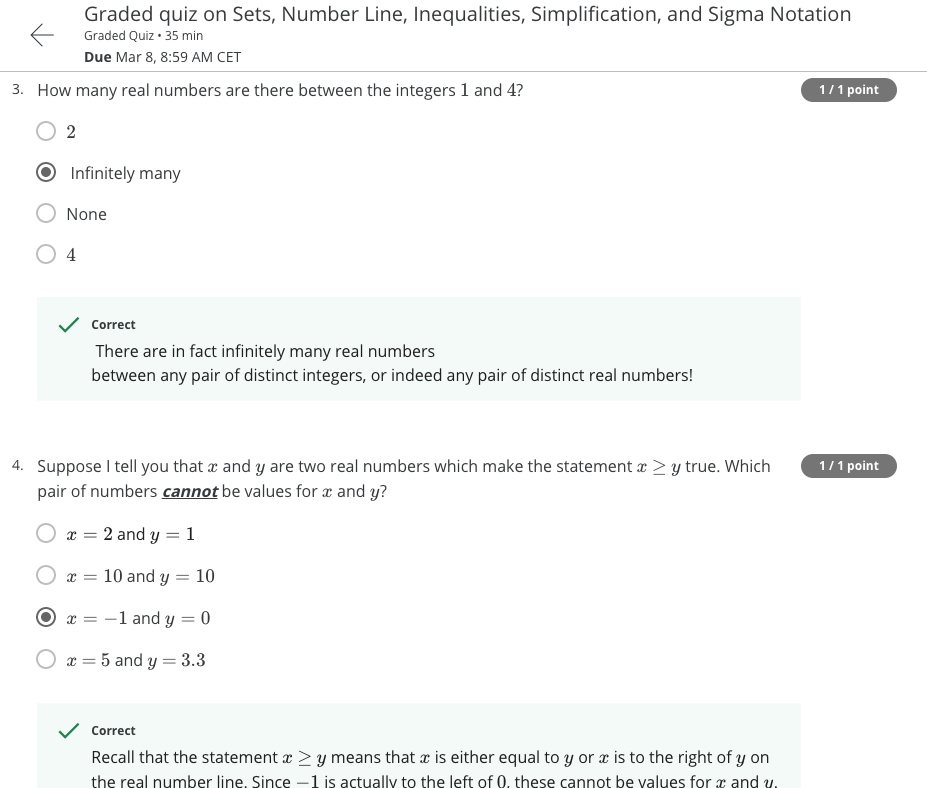 Graded quiz on Sets, Number Line, Inequalities, Simplification, and Sigma Notation
Graded Quiz • 35 min
Due Mar 8, 8:59 AM CET
3. How many real numbers are there between the integers 1 and 4?
1 / 1 point
2
Infinitely many
None
4
Correct
There are in fact infinitely many real numbers
between any pair of distinct integers, or indeed any pair of distinct real numbers!
4. Suppose I tell you that x and y are two real numbers which make the statement x ≥ y true. Which
1 / 1 point
pair of numbers cannot be values for x and y?
x = 2 and y = 1
x = 10 and y = 10
x = −1 and y = 0
x = 5 and y = 3.3
Correct
Recall that the statement x ≥ y means that x is either equal to y or x is to the right of y on
the real number line. Since −1 is actually to the left of 0, these cannot be values for x and y.